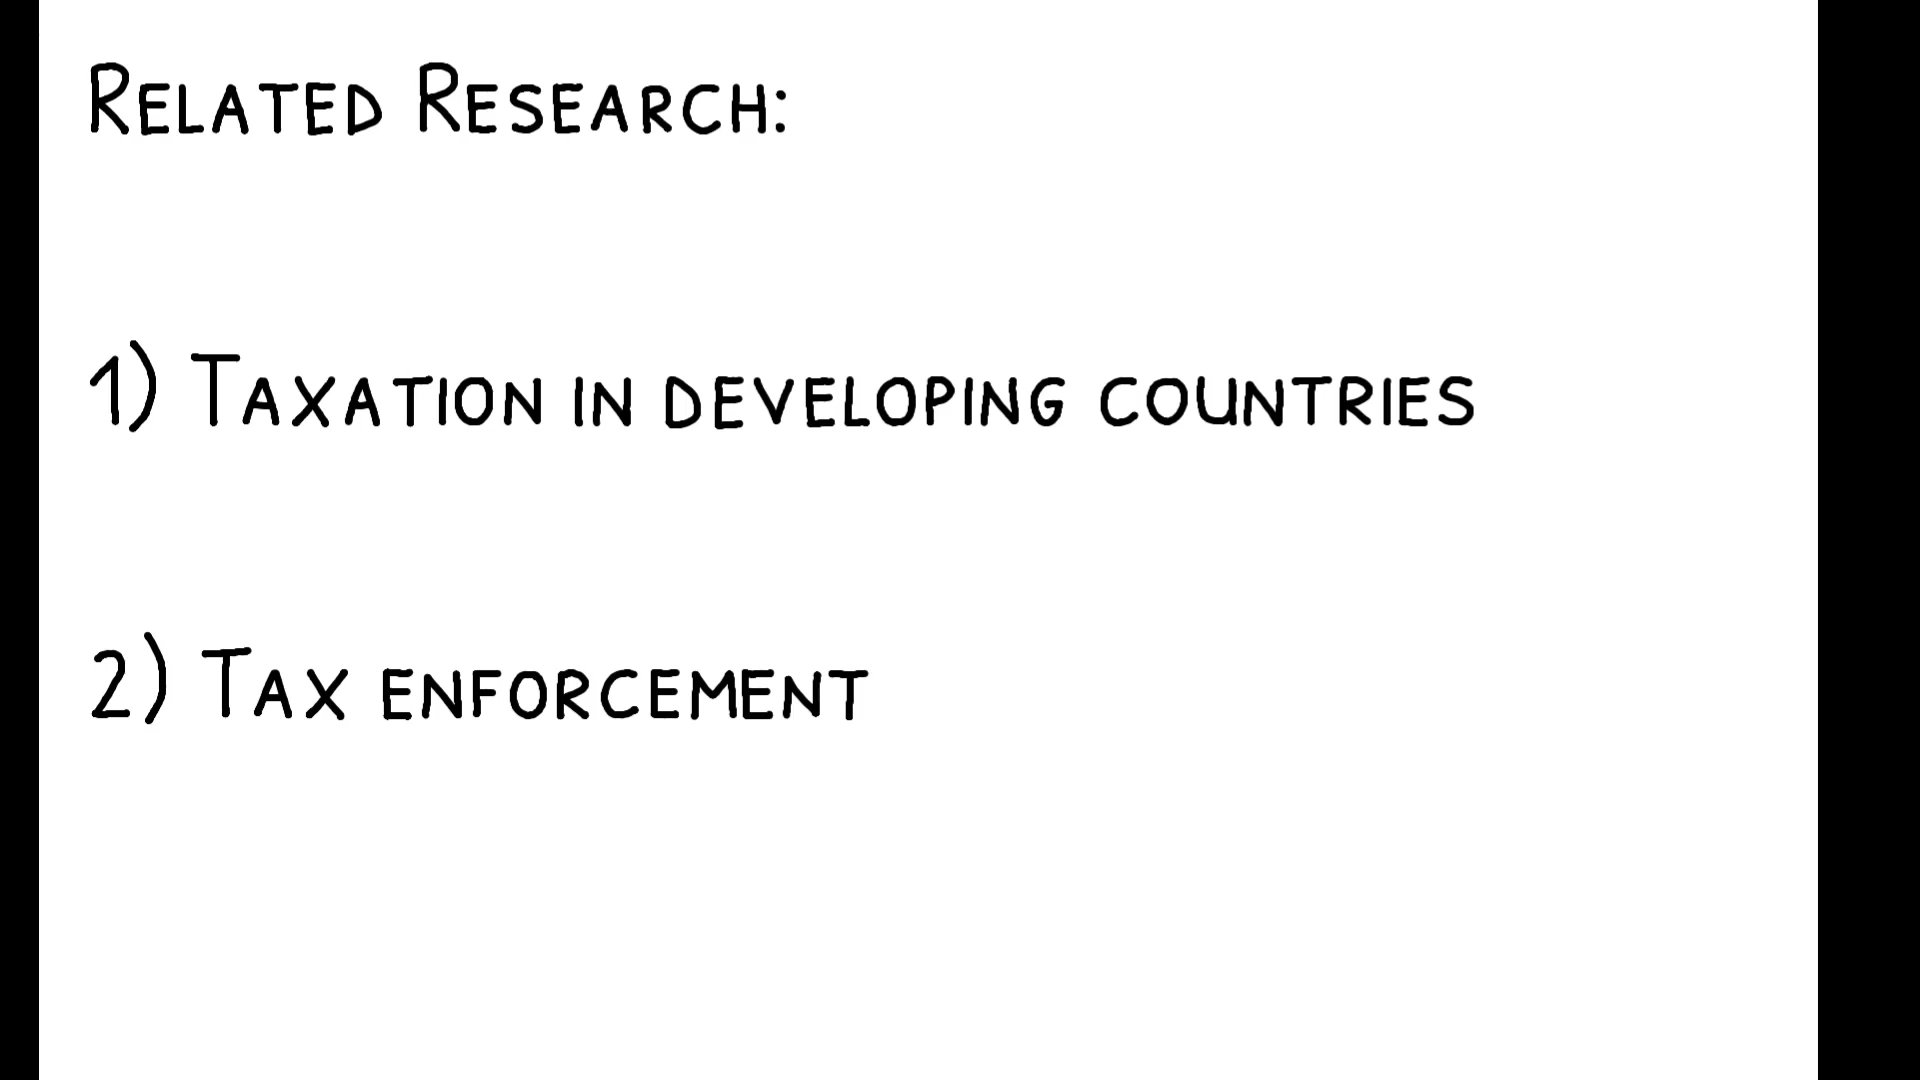 Related Research:
1) Taxation in developing countries
2) Tax enforcement